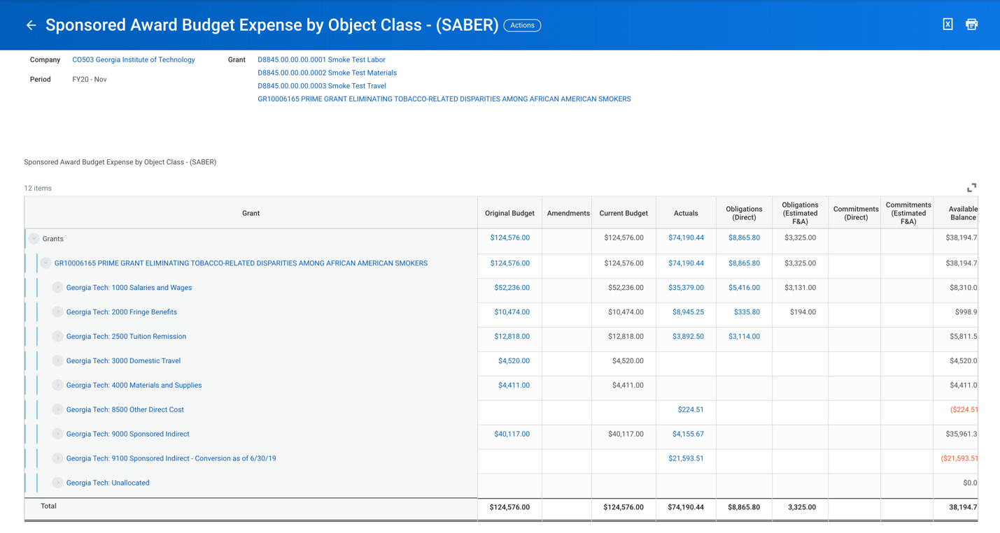 Sponsored Award Budget Expense by Object Class - (SABER) Actions
Company CO503 Georgia Institute of Technology Grant D8845.00.00.00.0001 Smoke Test Labor
D8845.00.00.00.0002 Smoke Test Materials
Period FY20 - Nov
D8845.00.00.00.0003 Smoke Test Travel
GR10006165 PRIME GRANT ELIMINATING TOBACCO-RELATED DISPARITIES AMONG AFRICAN AMERICAN SMOKERS
Sponsored Award Budget Expense by Object Class - (SABER)
12 items
Grant Original Budget Amendments Current Budget Actuals Obligations (Direct) Obligations (Estimated F&A) Commitments (Direct) Commitments (Estimated F&A) Available Balance
Grants $124,576.00 $124,576.00 $74,190.44 $8,865.80 $3,325.00 $38,194.7
GR10006165 PRIME GRANT ELIMINATING TOBACCO-RELATED DISPARITIES AMONG AFRICAN AMERICAN SMOKERS $124,576.00 $124,576.00 $74,190.44 $8,865.80 $3,325.00 $38,194.7
Georgia Tech: 1000 Salaries and Wages $52,236.00 $52,236.00 $35,379.00 $5,416.00 $3,131.00 $8,310.0
Georgia Tech: 2000 Fringe Benefits $10,474.00 $10,474.00 $8,945.25 $335.80 $194.00 $998.9
Georgia Tech: 2500 Tuition Remission $12,818.00 $12,818.00 $3,892.50 $3,114.00 $5,811.5
Georgia Tech: 3000 Domestic Travel $4,520.00 $4,520.00 $4,520.0
Georgia Tech: 4000 Materials and Supplies $4,411.00 $4,411.00 $4,411.0
Georgia Tech: 8500 Other Direct Cost $224.51 ($224.51
Georgia Tech: 9000 Sponsored Indirect $40,117.00 $40,117.00 $4,155.67 $35,961.3
Georgia Tech: 9100 Sponsored Indirect - Conversion as of 6/30/19 $21,593.51 ($21,593.51
Georgia Tech: Unallocated $0.0
Total $124,576.00 $124,576.00 $74,190.44 $8,865.80 3,325.00 38,194.7